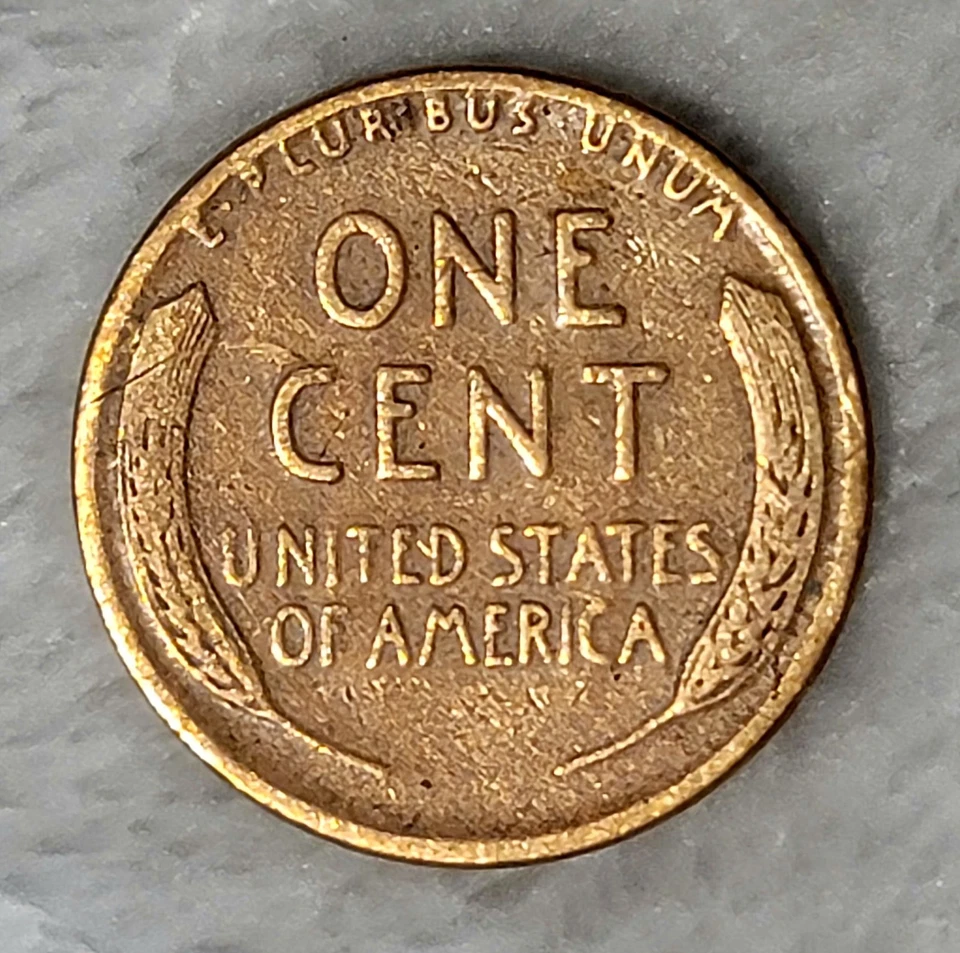 E PLURIBUS UNUM
ONE
CENT
UNITED STATES
OF AMERICA